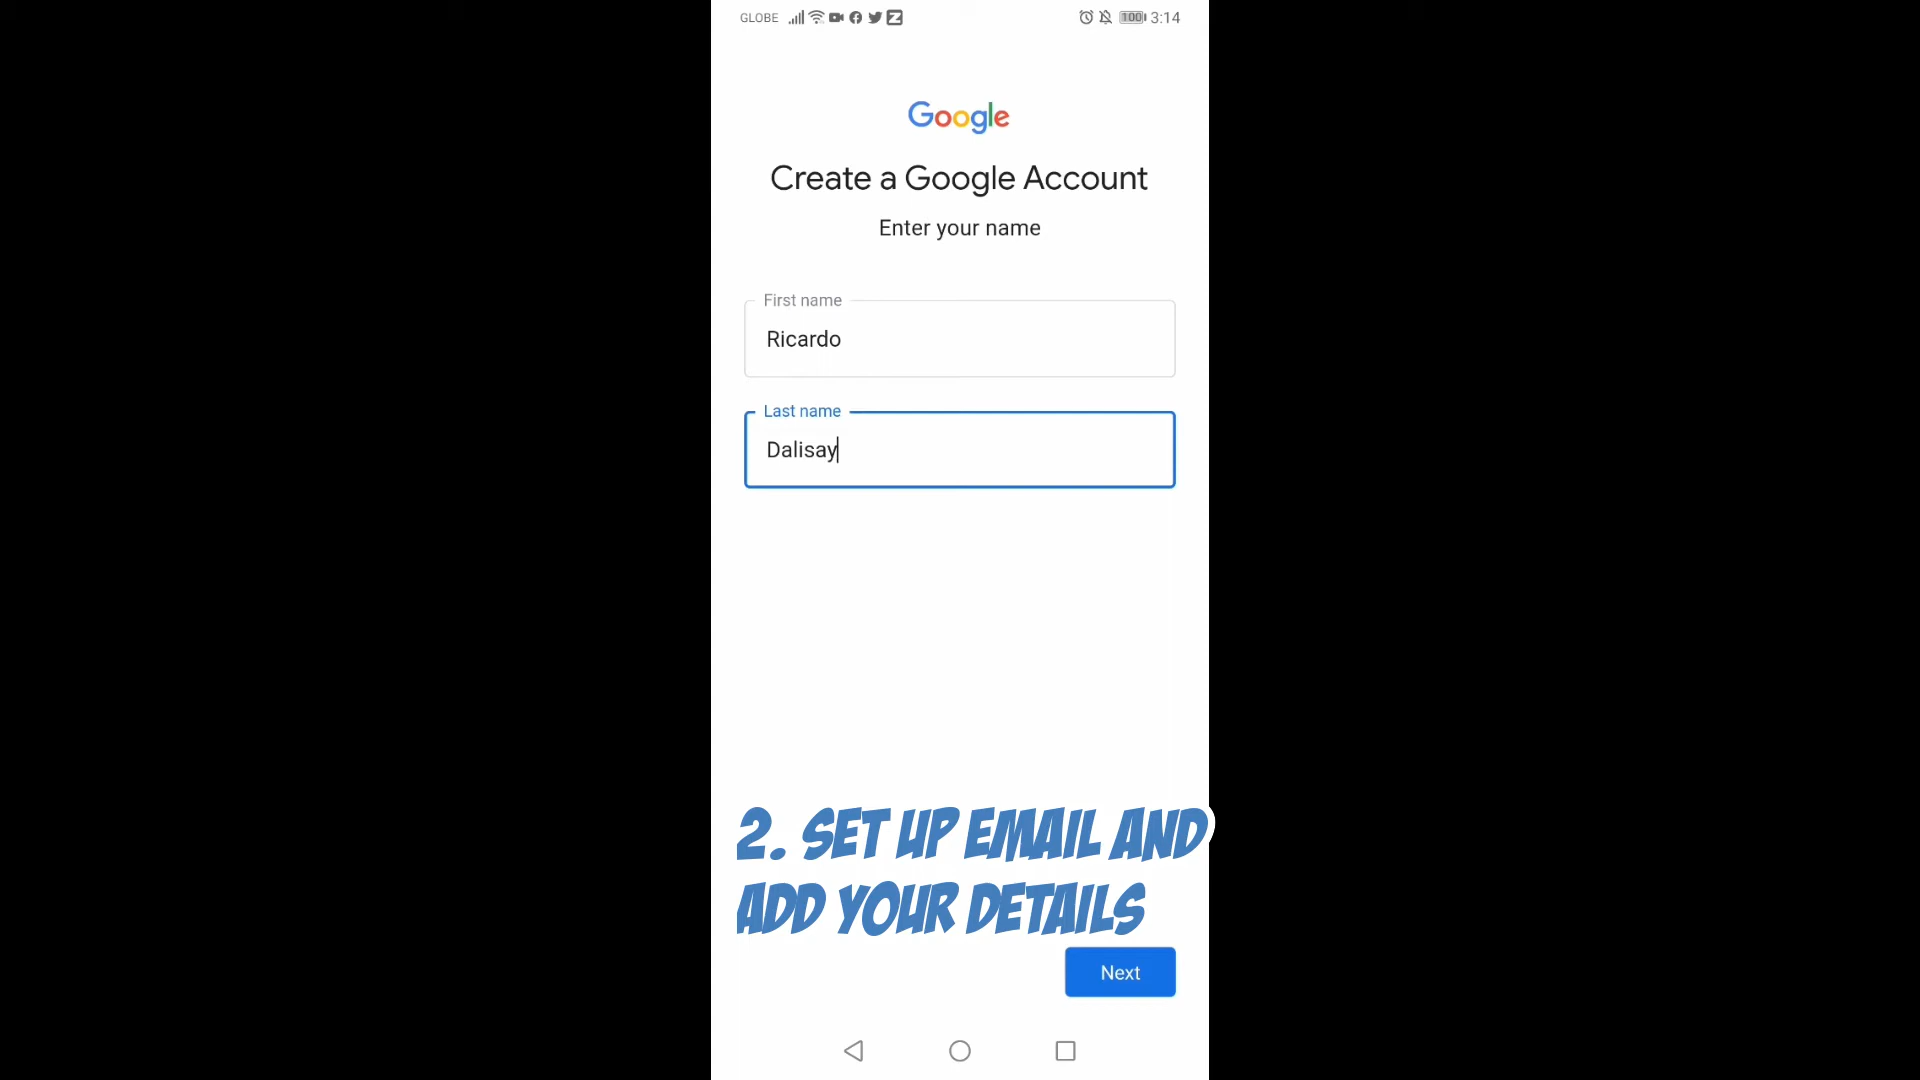 GLOBE 100 3:14
Google
Create a Google Account
Enter your name
First name
Ricardo
Last name
Dalisay
2. SET UP EMAIL AND
ADD YOUR DETAILS
Next